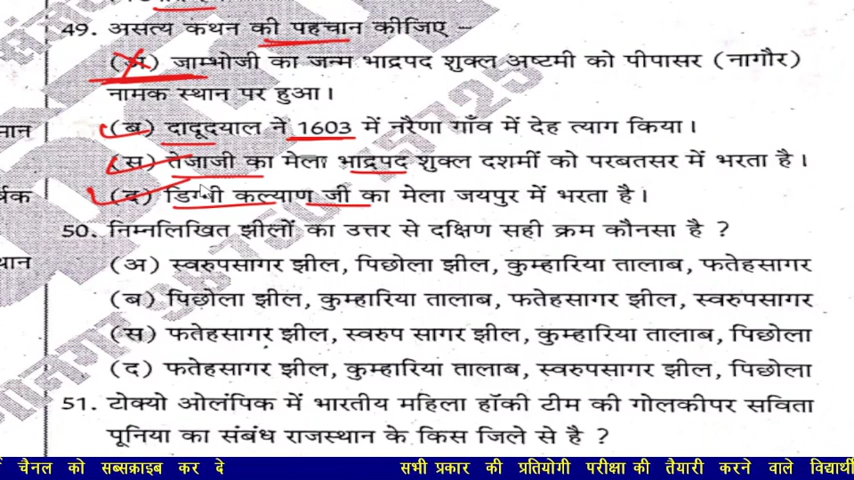 49. असत्य कथन की पहचान कीजिए –
(अ) जाम्भोजी का जन्म भाद्रपद शुक्ल अष्टमी को पीपासर (नागौर)
नामक स्थान पर हुआ।
(ब) दादूदयाल ने 1603 में नरैणा गाँव में देह त्याग किया।
(स) तेजाजी का मेला भाद्रपद शुक्ल दशमीं को परबतसर में भरता है।
(द) डिग्गी कल्याण जी का मेला जयपुर में भरता है।
50. निम्नलिखित झीलों का उत्तर से दक्षिण सही क्रम कौनसा है ?
(अ) स्वरुपसागर झील, पिछोला झील, कुम्हारिया तालाब, फतेहसागर
(ब) पिछोला झील, कुम्हारिया तालाब, फतेहसागर झील, स्वरुपसागर
(स) फतेहसागर झील, स्वरुप सागर झील, कुम्हारिया तालाब, पिछोला
(द) फतेहसागर झील, कुम्हारिया तालाब, स्वरुपसागर झील, पिछोला
51. टोक्यो ओलंपिक में भारतीय महिला हॉकी टीम की गोलकीपर सविता
पूनिया का संबंध राजस्थान के किस जिले से है ?
चैनल को सब्सक्राइब कर दे सभी प्रकार की प्रतियोगी परीक्षा की तैयारी करने वाले विद्यार्थी